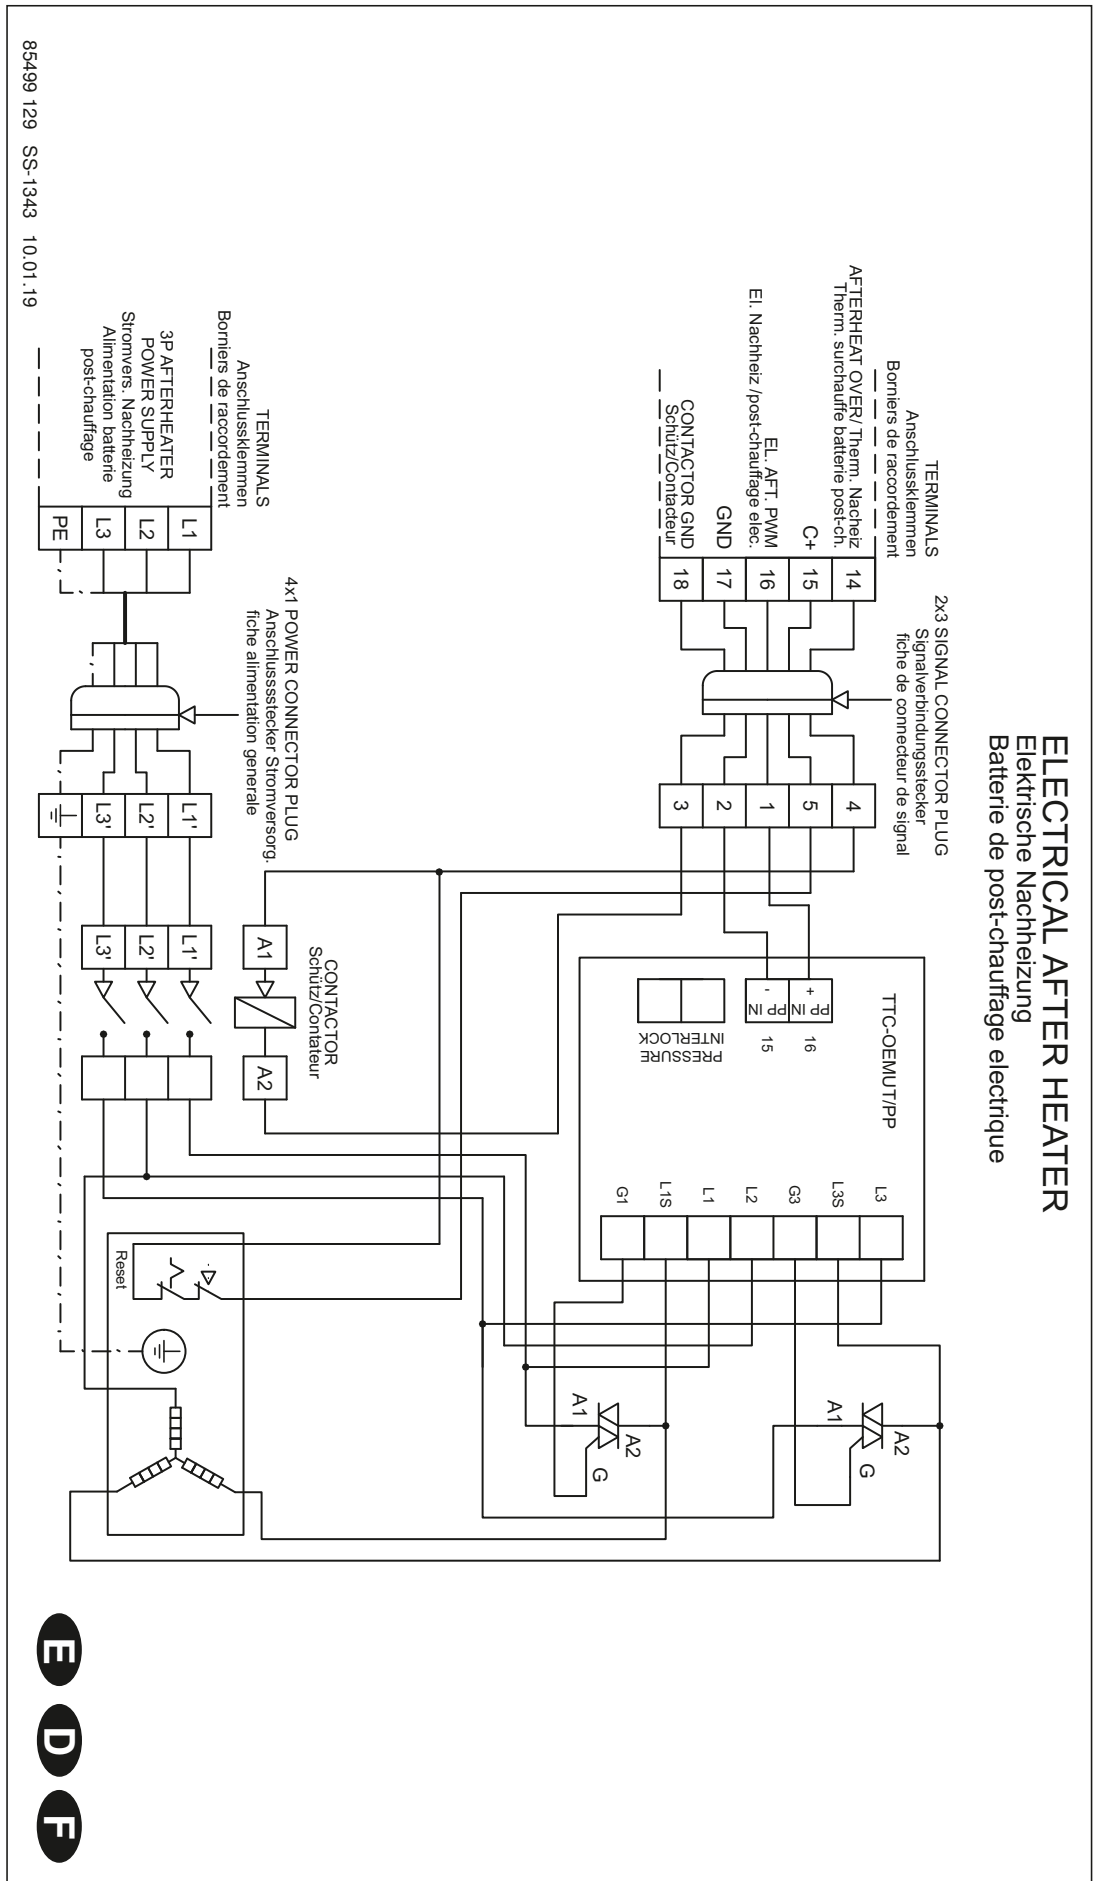 ELECTRICAL AFTER HEATER
Elektrische Nachheizung
Batterie de post-chauffage electrique
TERMINALS
Anschlussklemmen
Borniers de raccordement
AFTERHEAT OVER/ Therm. Nacheiz
Therm. surchauffe batterie post-ch.
C+
EL. AFT. PWM
El. Nachheiz /post-chauffage elec.
GND
CONTACTOR GND
Schütz/Contacteur
14
15
16
17
18
2x3 SIGNAL CONNECTOR PLUG
Signalverbindungsstecker
fiche de connecteur de signal
4
5
1
2
3
TTC-OEMUT/PP
+
PP IN
-
PP IN
16
15
PRESSURE
INTERLOCK
L3
L3S
G3
L2
L1
L1S
G1
A1
A2
G
A1
A2
G
CONTACTOR
Schütz/Contateur
A1
A2
TERMINALS
Anschlussklemmen
Borniers de raccordement
3P AFTERHEATER
POWER SUPPLY
Stromvers. Nachheizung
Alimentation batterie
post-chauffage
L1
L2
L3
PE
4x1 POWER CONNECTOR PLUG
Anschlussstecker Stromversorg.
fiche alimentation generale
L1'
L2'
L3'
L1'
L2'
L3'
Reset
85499 129 SS-1343 10.01.19
E D F